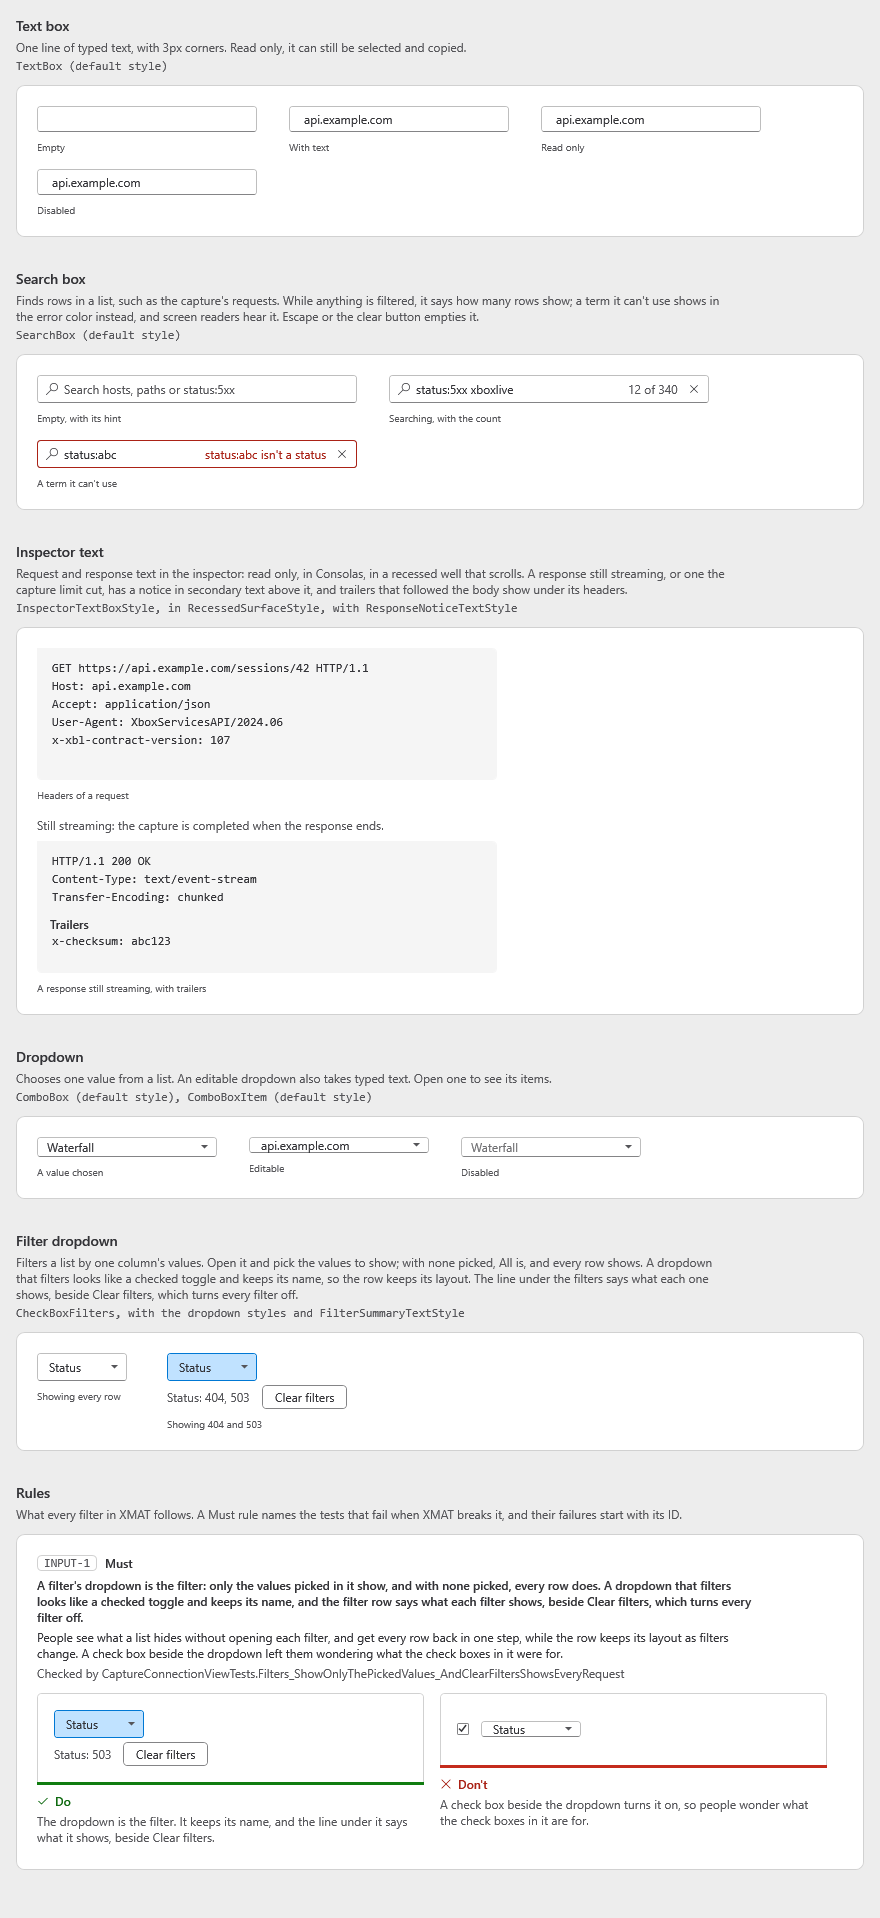 Text box
One line of typed text, with 3px corners. Read only, it can still be selected and copied.
TextBox (default style)
api.example.com
api.example.com
Empty
With text
Read only
api.example.com
Disabled
Search box
Finds rows in a list, such as the capture's requests. While anything is filtered, it says how many rows show; a term it can't use shows in
the error color instead, and screen readers hear it. Escape or the clear button empties it.
SearchBox (default style)
Search hosts, paths or status:5xx
status:5xx xboxlive
12 of 340
Empty, with its hint
Searching, with the count
status:abc
status:abc isn't a status
A term it can't use
Inspector text
Request and response text in the inspector: read only, in Consolas, in a recessed well that scrolls. A response still streaming, or one the
capture limit cut, has a notice in secondary text above it, and trailers that followed the body show under its headers.
InspectorTextBoxStyle, in RecessedSurfaceStyle, with ResponseNoticeTextStyle
GET https://api.example.com/sessions/42 HTTP/1.1
Host: api.example.com
Accept: application/json
User-Agent: XboxServicesAPI/2024.06
x-xbl-contract-version: 107
Headers of a request
Still streaming: the capture is completed when the response ends.
HTTP/1.1 200 OK
Content-Type: text/event-stream
Transfer-Encoding: chunked
Trailers
x-checksum: abc123
A response still streaming, with trailers
Dropdown
Chooses one value from a list. An editable dropdown also takes typed text. Open one to see its items.
ComboBox (default style), ComboBoxItem (default style)
Waterfall
api.example.com
Waterfall
A value chosen
Editable
Disabled
Filter dropdown
Filters a list by one column's values. Open it and pick the values to show; with none picked, All is, and every row shows. A dropdown
that filters looks like a checked toggle and keeps its name, so the row keeps its layout. The line under the filters says what each one
shows, beside Clear filters, which turns every filter off.
CheckBoxFilters, with the dropdown styles and FilterSummaryTextStyle
Status
Status
Showing every row
Status: 404, 503
Clear filters
Showing 404 and 503
Rules
What every filter in XMAT follows. A Must rule names the tests that fail when XMAT breaks it, and their failures start with its ID.
INPUT-1
Must
A filter's dropdown is the filter: only the values picked in it show, and with none picked, every row does. A dropdown that filters
looks like a checked toggle and keeps its name, and the filter row says what each filter shows, beside Clear filters, which turns every
filter off.
People see what a list hides without opening each filter, and get every row back in one step, while the row keeps its layout as filters
change. A check box beside the dropdown left them wondering what the check boxes in it were for.
Checked by CaptureConnectionViewTests.Filters_ShowOnlyThePickedValues_AndClearFiltersShowsEveryRequest
Status
Status: 503
Clear filters
Do
The dropdown is the filter. It keeps its name, and the line under it says
what it shows, beside Clear filters.
Status
Don't
A check box beside the dropdown turns it on, so people wonder what
the check boxes in it are for.